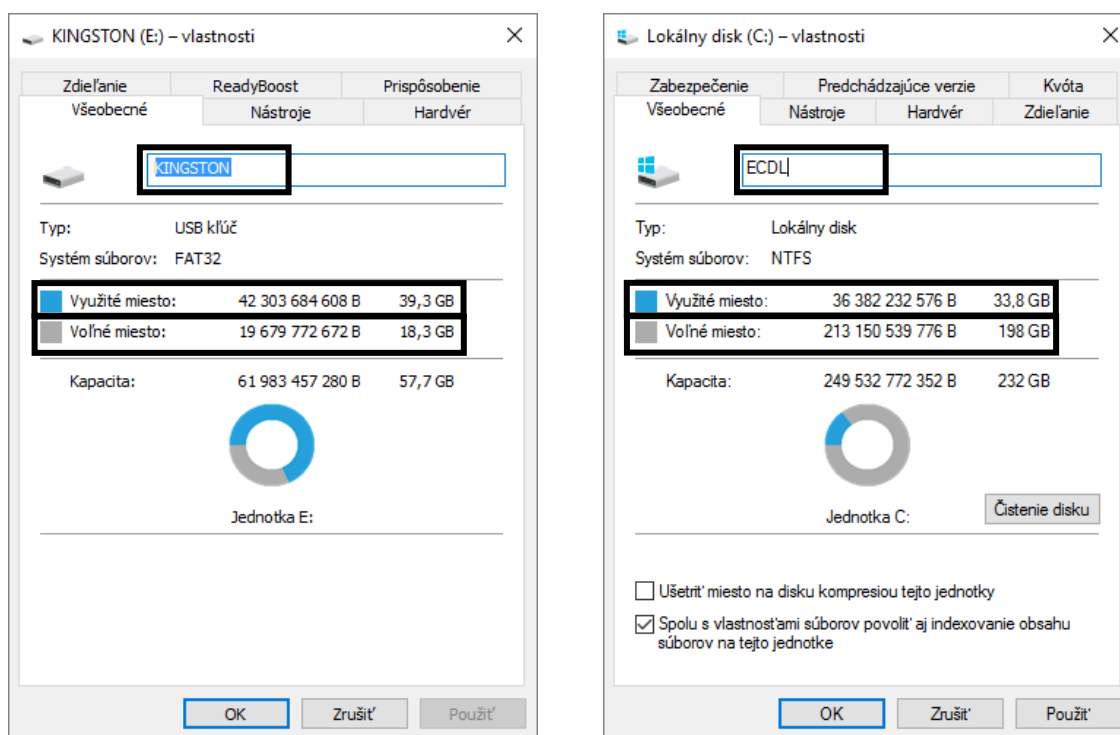 KINGSTON (E:) – vlastnosti
Zdieľanie ReadyBoost Prispôsobenie
Všeobecné Nástroje Hardvér
KINGSTON
Typ: USB kľúč
Systém súborov: FAT32
Využité miesto: 42 303 684 608 B 39,3 GB
Voľné miesto: 19 679 772 672 B 18,3 GB
Kapacita: 61 983 457 280 B 57,7 GB
Jednotka E:
OK Zrušiť Použiť
Lokálny disk (C:) – vlastnosti
Zabezpečenie Predchádzajúce verzie Kvóta
Všeobecné Nástroje Hardvér Zdieľanie
ECDL
Typ: Lokálny disk
Systém súborov: NTFS
Využité miesto: 36 382 232 576 B 33,8 GB
Voľné miesto: 213 150 539 776 B 198 GB
Kapacita: 249 532 772 352 B 232 GB
Jednotka C:
Čistenie disku
Ušetriť miesto na disku kompresiou tejto jednotky
Spolu s vlastnosťami súborov povoliť aj indexovanie obsahu
súborov na tejto jednotke
OK Zrušiť Použiť